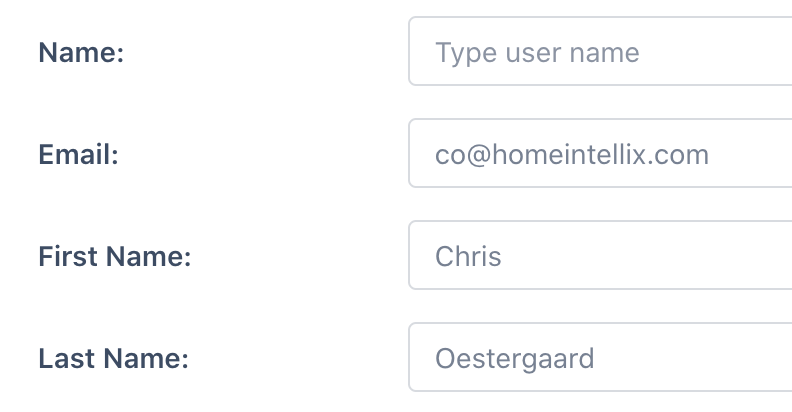 Name: Type user name
Email: co@homeintellix.com
First Name: Chris
Last Name: Oestergaard